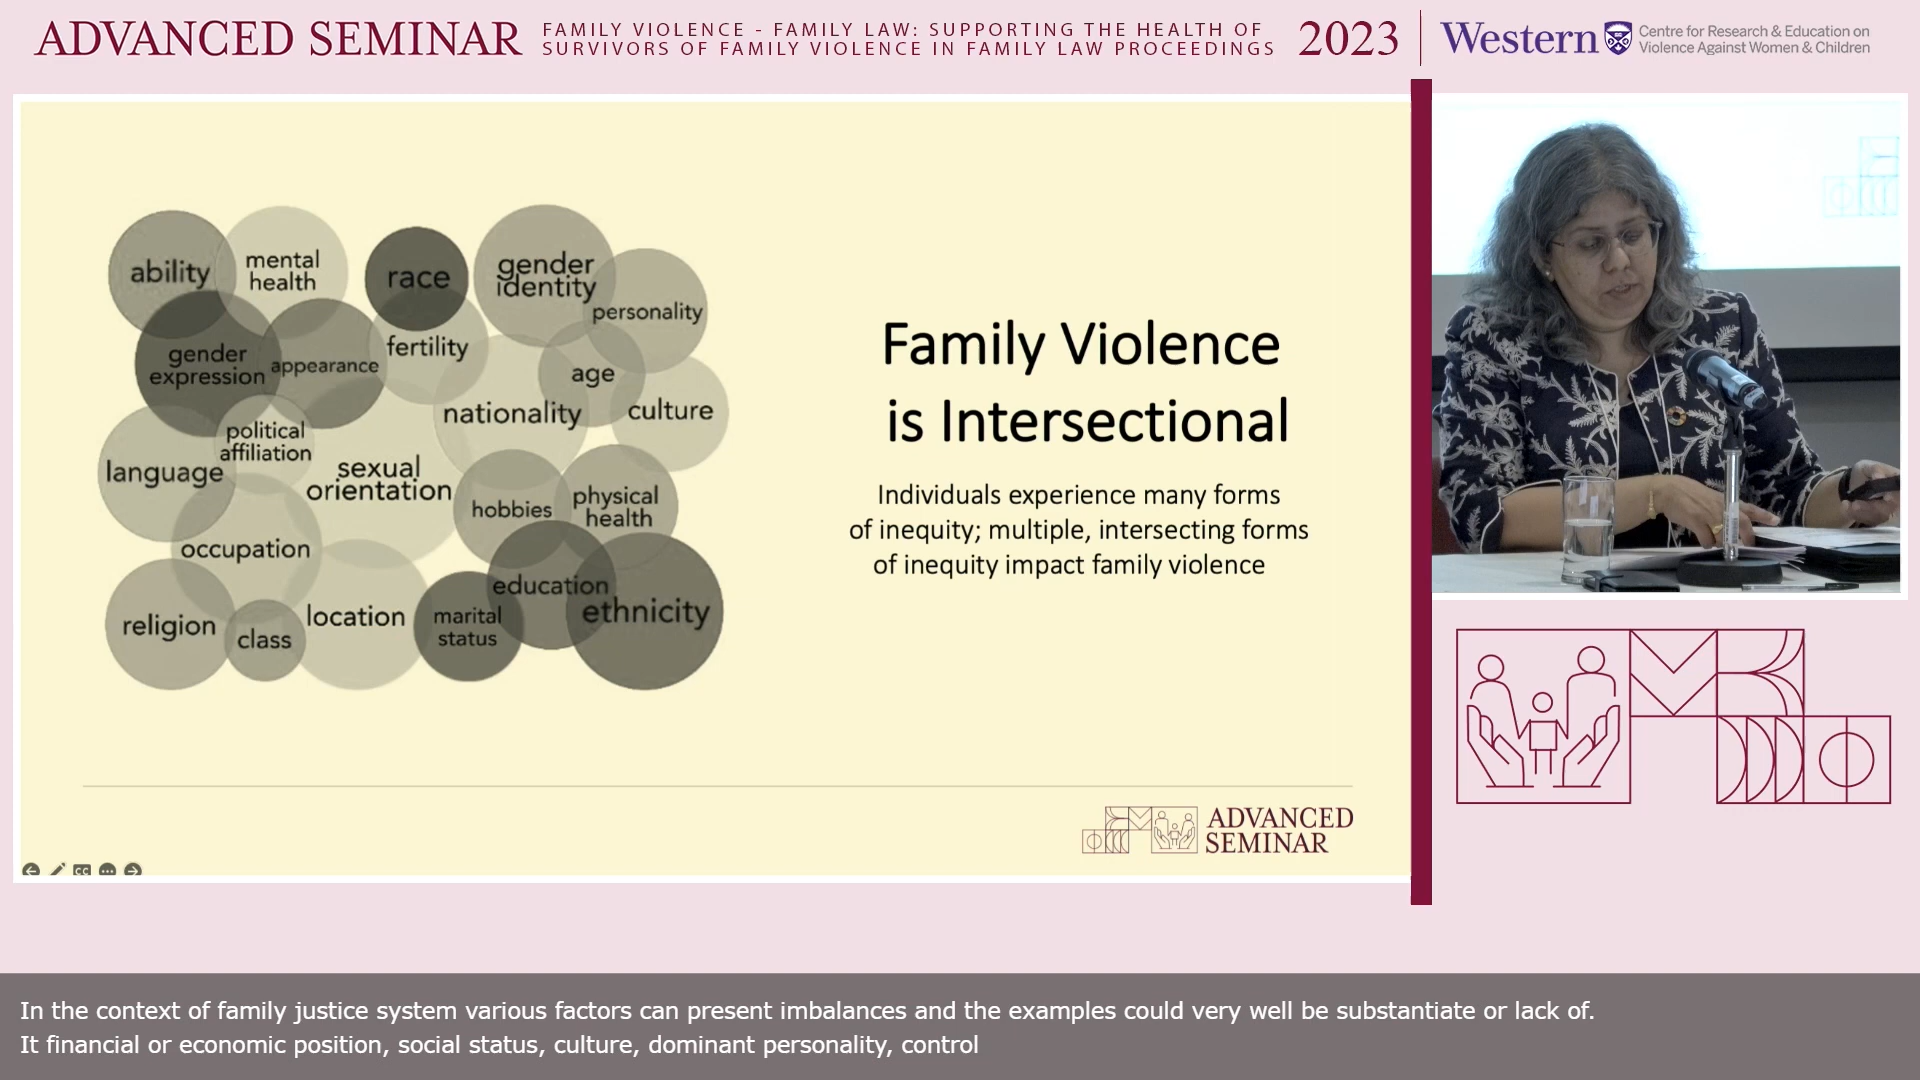 ADVANCED SEMINAR
FAMILY VIOLENCE - FAMILY LAW: SUPPORTING THE HEALTH OF
SURVIVORS OF FAMILY VIOLENCE IN FAMILY LAW PROCEEDINGS
2023
Western
Centre for Research & Education on
Violence Against Women & Children
ability
mental
health
race
gender
identity
personality
gender
expression
appearance
fertility
age
nationality
culture
political
affiliation
language
sexual
orientation
hobbies
physical
health
occupation
education
ethnicity
religion
class
location
marital
status
Family Violence
is Intersectional
Individuals experience many forms
of inequity; multiple, intersecting forms
of inequity impact family violence
ADVANCED
SEMINAR
CC
In the context of family justice system various factors can present imbalances and the examples could very well be substantiate or lack of.
It financial or economic position, social status, culture, dominant personality, control